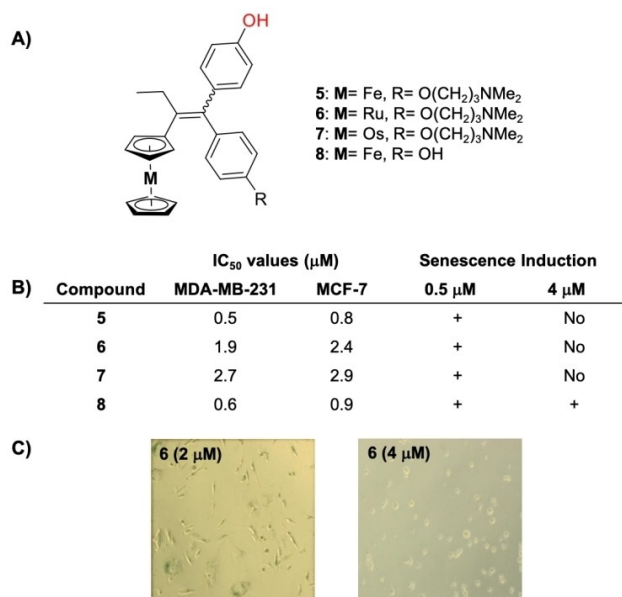 A)
OH
M
R
5: M= Fe, R= O(CH₂)₃NMe₂
6: M= Ru, R= O(CH₂)₃NMe₂
7: M= Os, R= O(CH₂)₃NMe₂
8: M= Fe, R= OH
IC₅₀ values (μM) Senescence Induction
B) Compound MDA-MB-231 MCF-7 0.5 μM 4 μM
5 0.5 0.8 + No
6 1.9 2.4 + No
7 2.7 2.9 + No
8 0.6 0.9 + +
C)
6 (2 μM) 6 (4 μM)